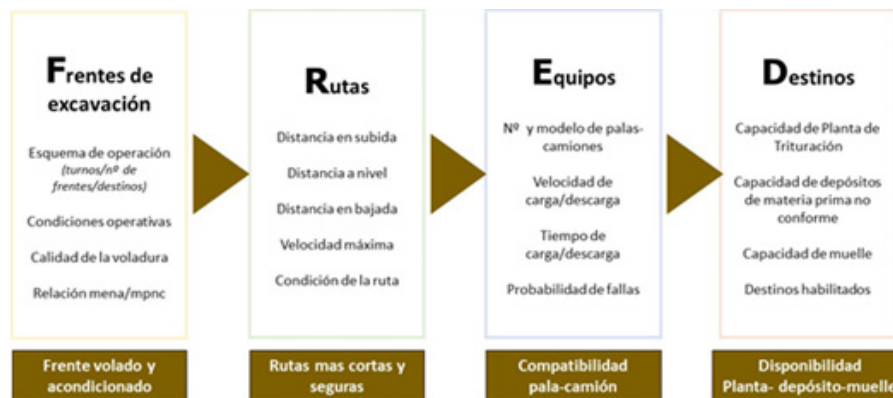 Frentes de
excavación
Esquema de operación
(turnos/nº de
frentes/destinos)
Condiciones operativas
Calidad de la voladura
Relación mena/mpnc
Frente volado y
acondicionado
Rutas
Distancia en subida
Distancia a nivel
Distancia en bajada
Velocidad máxima
Condición de la ruta
Rutas mas cortas y
seguras
Equipos
Nº y modelo de palas-
camiones
Velocidad de
carga/descarga
Tiempo de
carga/descarga
Probabilidad de fallas
Compatibilidad
pala-camión
Destinos
Capacidad de Planta de
Trituración
Capacidad de depósitos
de materia prima no
conforme
Capacidad de muelle
Destinos habilitados
Disponibilidad
Planta- depósito-muelle